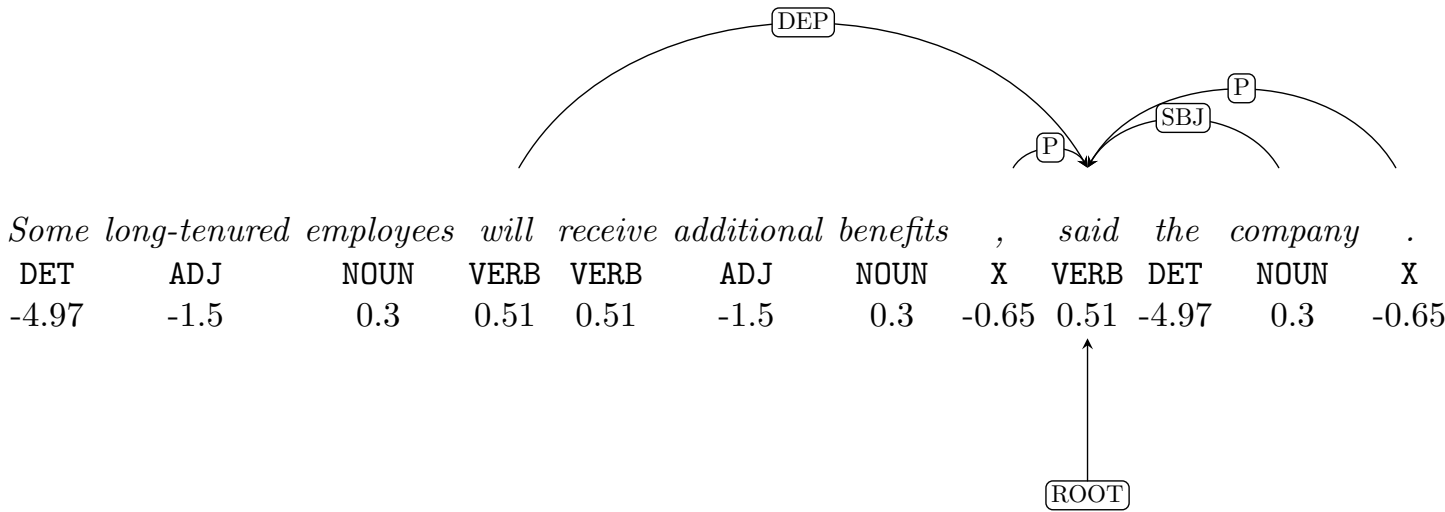 DEP
P
SBJ
P
Some long-tenured employees will receive additional benefits , said the company .
DET ADJ NOUN VERB VERB ADJ NOUN X VERB DET NOUN X
-4.97 -1.5 0.3 0.51 0.51 -1.5 0.3 -0.65 0.51 -4.97 0.3 -0.65
ROOT